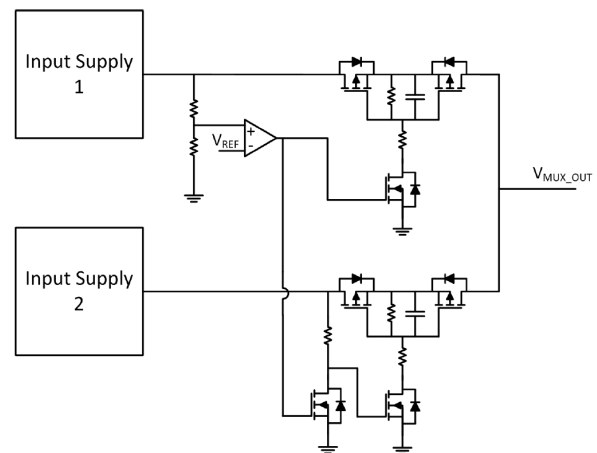 Input Supply
1
V_REF
+
-
V_MUX_OUT
Input Supply
2